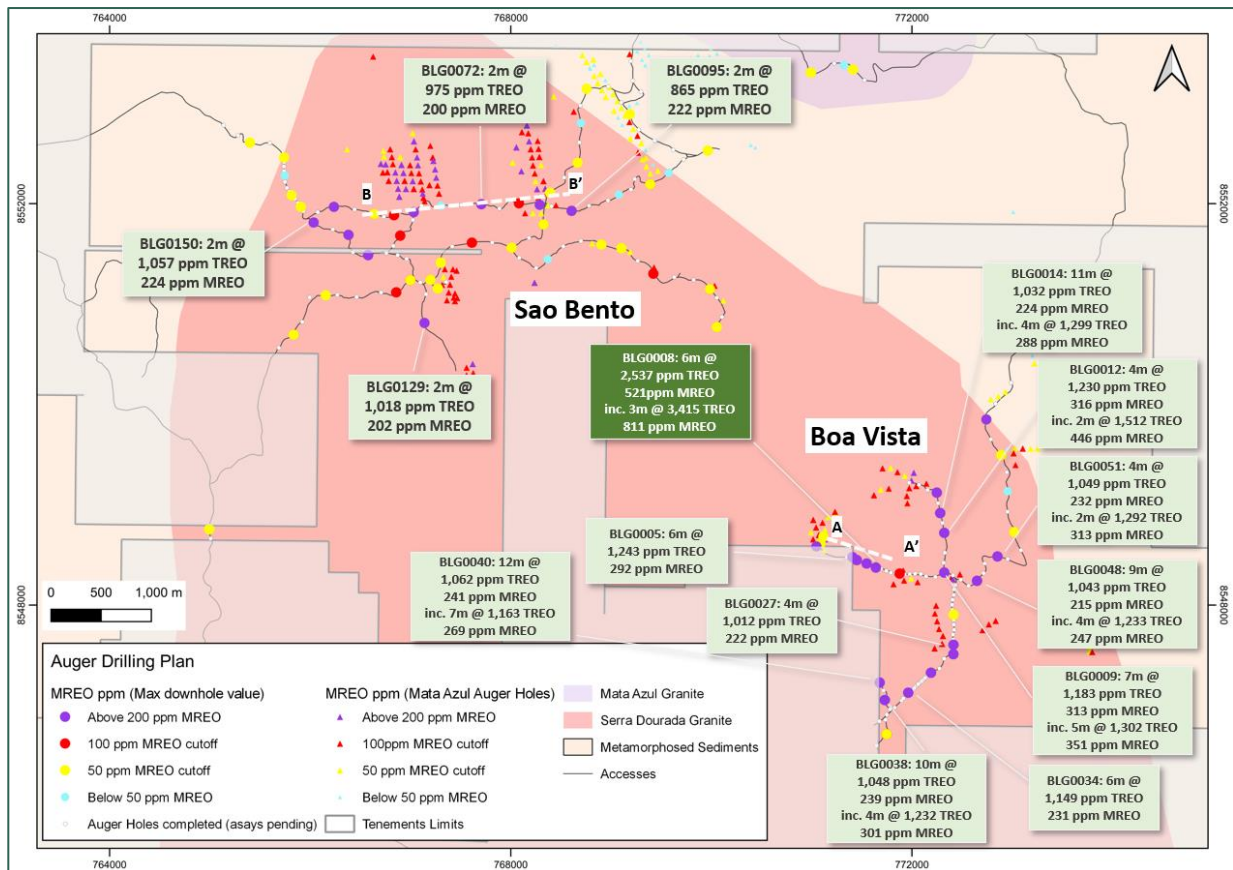 764000
768000
772000
BLG0072: 2m @
975 ppm TREO
200 ppm MREO
BLG0095: 2m @
865 ppm TREO
222 ppm MREO
8552000
8552000
B
B’
BLG0150: 2m @
1,057 ppm TREO
224 ppm MREO
BLG0014: 11m @
1,032 ppm TREO
224 ppm MREO
inc. 4m @ 1,299 TREO
288 ppm MREO
Sao Bento
BLG0008: 6m @
2,537 ppm TREO
521ppm MREO
inc. 3m @ 3,415 TREO
811 ppm MREO
BLG0129: 2m @
1,018 ppm TREO
202 ppm MREO
BLG0012: 4m @
1,230 ppm TREO
316 ppm MREO
inc. 2m @ 1,512 TREO
446 ppm MREO
Boa Vista
BLG0051: 4m @
1,049 ppm TREO
232 ppm MREO
inc. 2m @ 1,292 TREO
313 ppm MREO
A
A’
BLG0005: 6m @
1,243 ppm TREO
292 ppm MREO
BLG0040: 12m @
1,062 ppm TREO
241 ppm MREO
inc. 7m @ 1,163 TREO
269 ppm MREO
BLG0048: 9m @
1,043 ppm TREO
215 ppm MREO
inc. 4m @ 1,233 TREO
247 ppm MREO
BLG0027: 4m @
1,012 ppm TREO
222 ppm MREO
0 500 1,000 m
8548000
8548000
BLG0009: 7m @
1,183 ppm TREO
313 ppm MREO
inc. 5m @ 1,302 TREO
351 ppm MREO
BLG0038: 10m @
1,048 ppm TREO
239 ppm MREO
inc. 4m @ 1,232 TREO
301 ppm MREO
BLG0034: 6m @
1,149 ppm TREO
231 ppm MREO
Auger Drilling Plan
MREO ppm (Max downhole value)
Above 200 ppm MREO
100 ppm MREO cutoff
50 ppm MREO cutoff
Below 50 ppm MREO
Auger Holes completed (asays pending)
MREO ppm (Mata Azul Auger Holes)
Above 200 ppm MREO
100ppm MREO cutoff
50 ppm MREO cutoff
Below 50 ppm MREO
Tenements Limits
Mata Azul Granite
Serra Dourada Granite
Metamorphosed Sediments
Accesses
764000
768000
772000